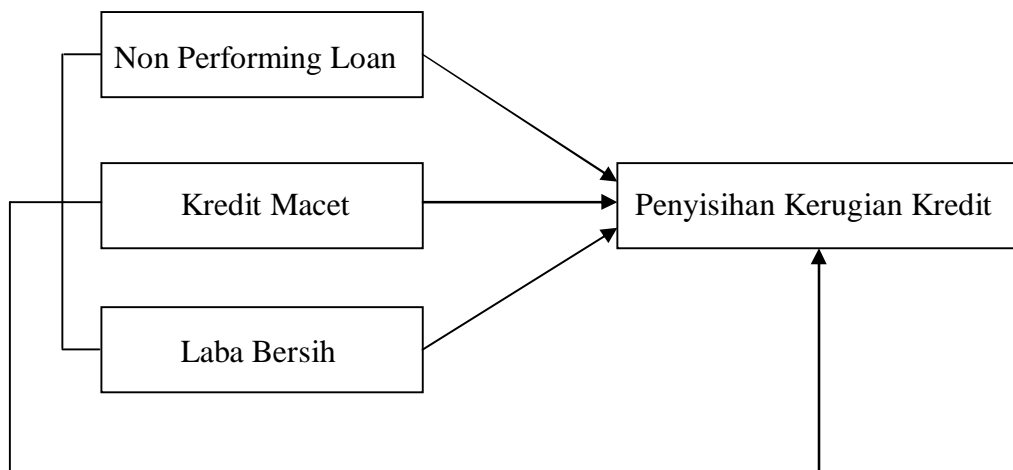 Non Performing Loan
Kredit Macet
Penyisihan Kerugian Kredit
Laba Bersih